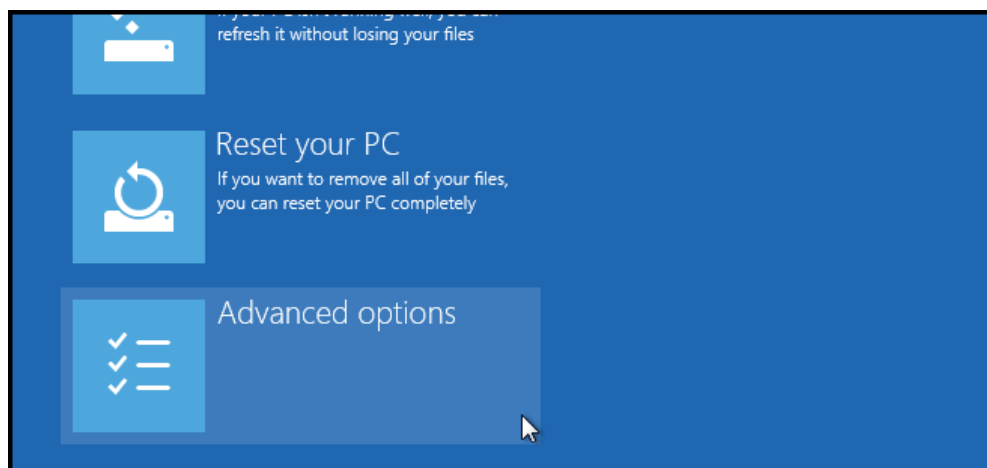 refresh it without losing your files
Reset your PC
If you want to remove all of your files,
you can reset your PC completely
Advanced options